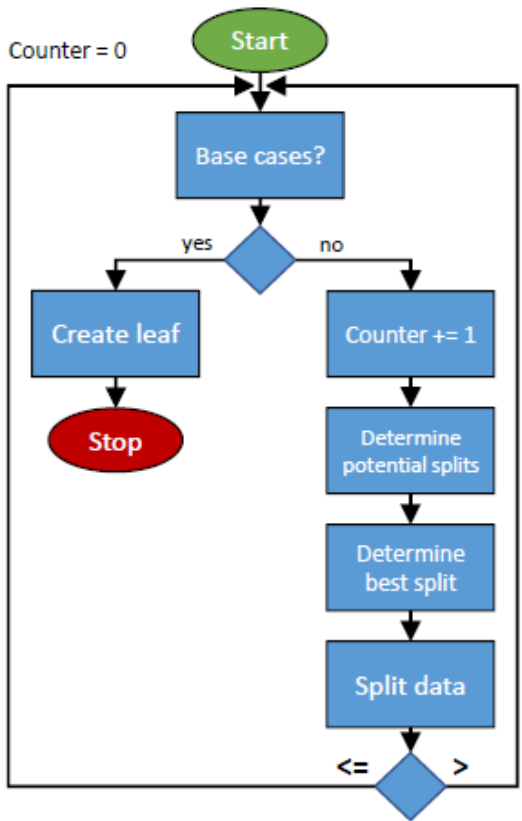 Start
Counter = 0
Base cases?
yes
no
Create leaf
Counter += 1
Stop
Determine
potential splits
Determine
best split
Split data
<=
>